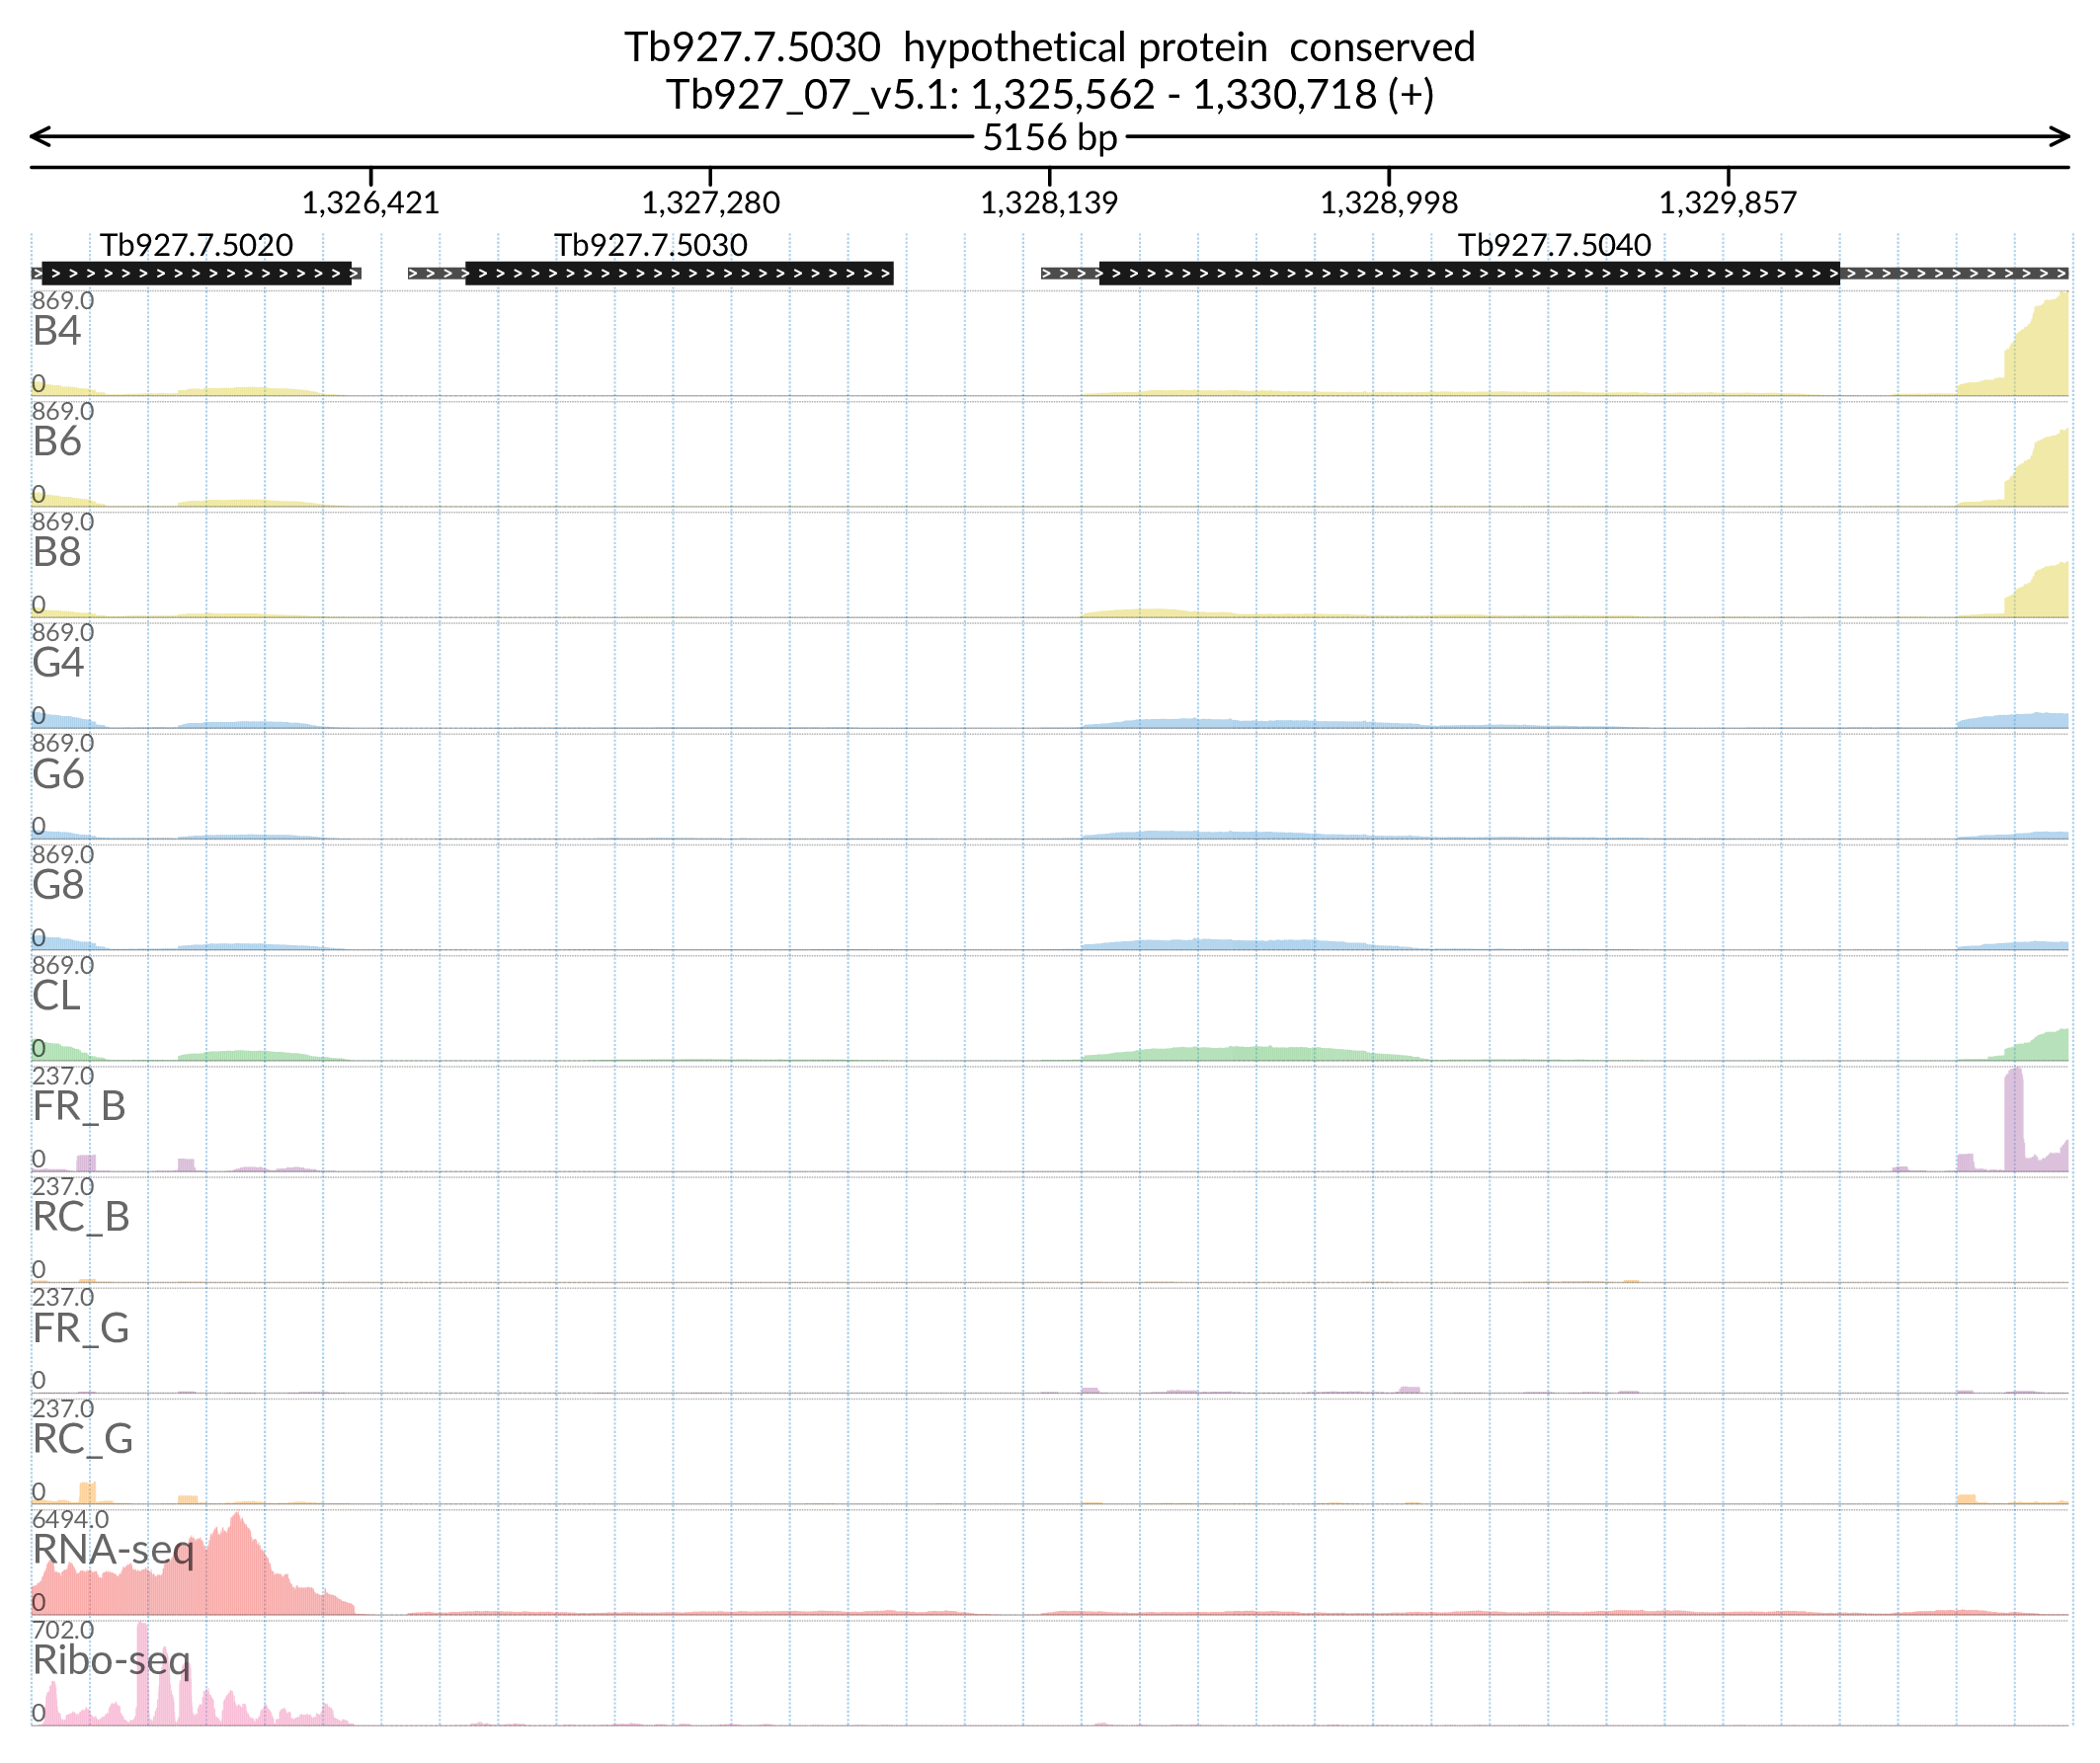 Tb927.7.5030 hypothetical protein conserved
Tb927_07_v5.1: 1,325,562 - 1,330,718 (+)
5156 bp
1,326,421 1,327,280 1,328,139 1,328,998 1,329,857
Tb927.7.5020 Tb927.7.5030 Tb927.7.5040
869.0
B4
0
869.0
B6
0
869.0
B8
0
869.0
G4
0
869.0
G6
0
869.0
G8
0
869.0
CL
0
237.0
FR_B
0
237.0
RC_B
0
237.0
FR_G
0
237.0
RC_G
0
6494.0
RNA-seq
0
702.0
Ribo-seq
0